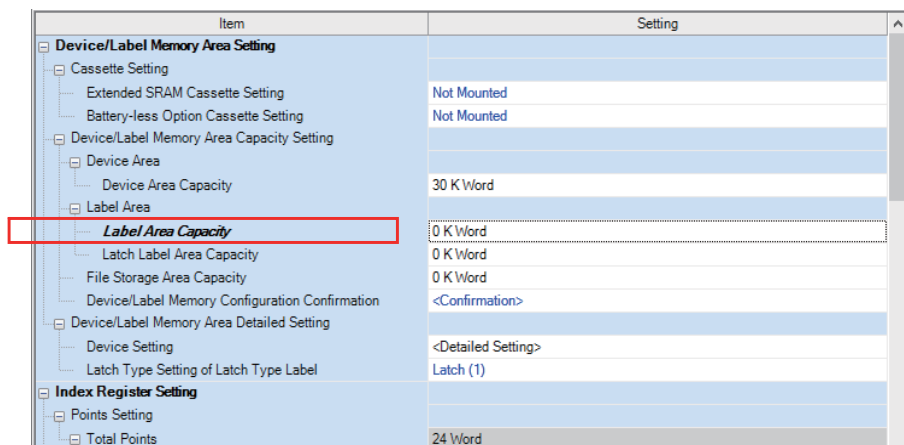 Item Setting
Device/Label Memory Area Setting
Cassette Setting
Extended SRAM Cassette Setting Not Mounted
Battery-less Option Cassette Setting Not Mounted
Device/Label Memory Area Capacity Setting
Device Area
Device Area Capacity 30 K Word
Label Area
Label Area Capacity 0 K Word
Latch Label Area Capacity 0 K Word
File Storage Area Capacity 0 K Word
Device/Label Memory Configuration Confirmation <Confirmation>
Device/Label Memory Area Detailed Setting
Device Setting <Detailed Setting>
Latch Type Setting of Latch Type Label Latch (1)
Index Register Setting
Points Setting
Total Points 24 Word